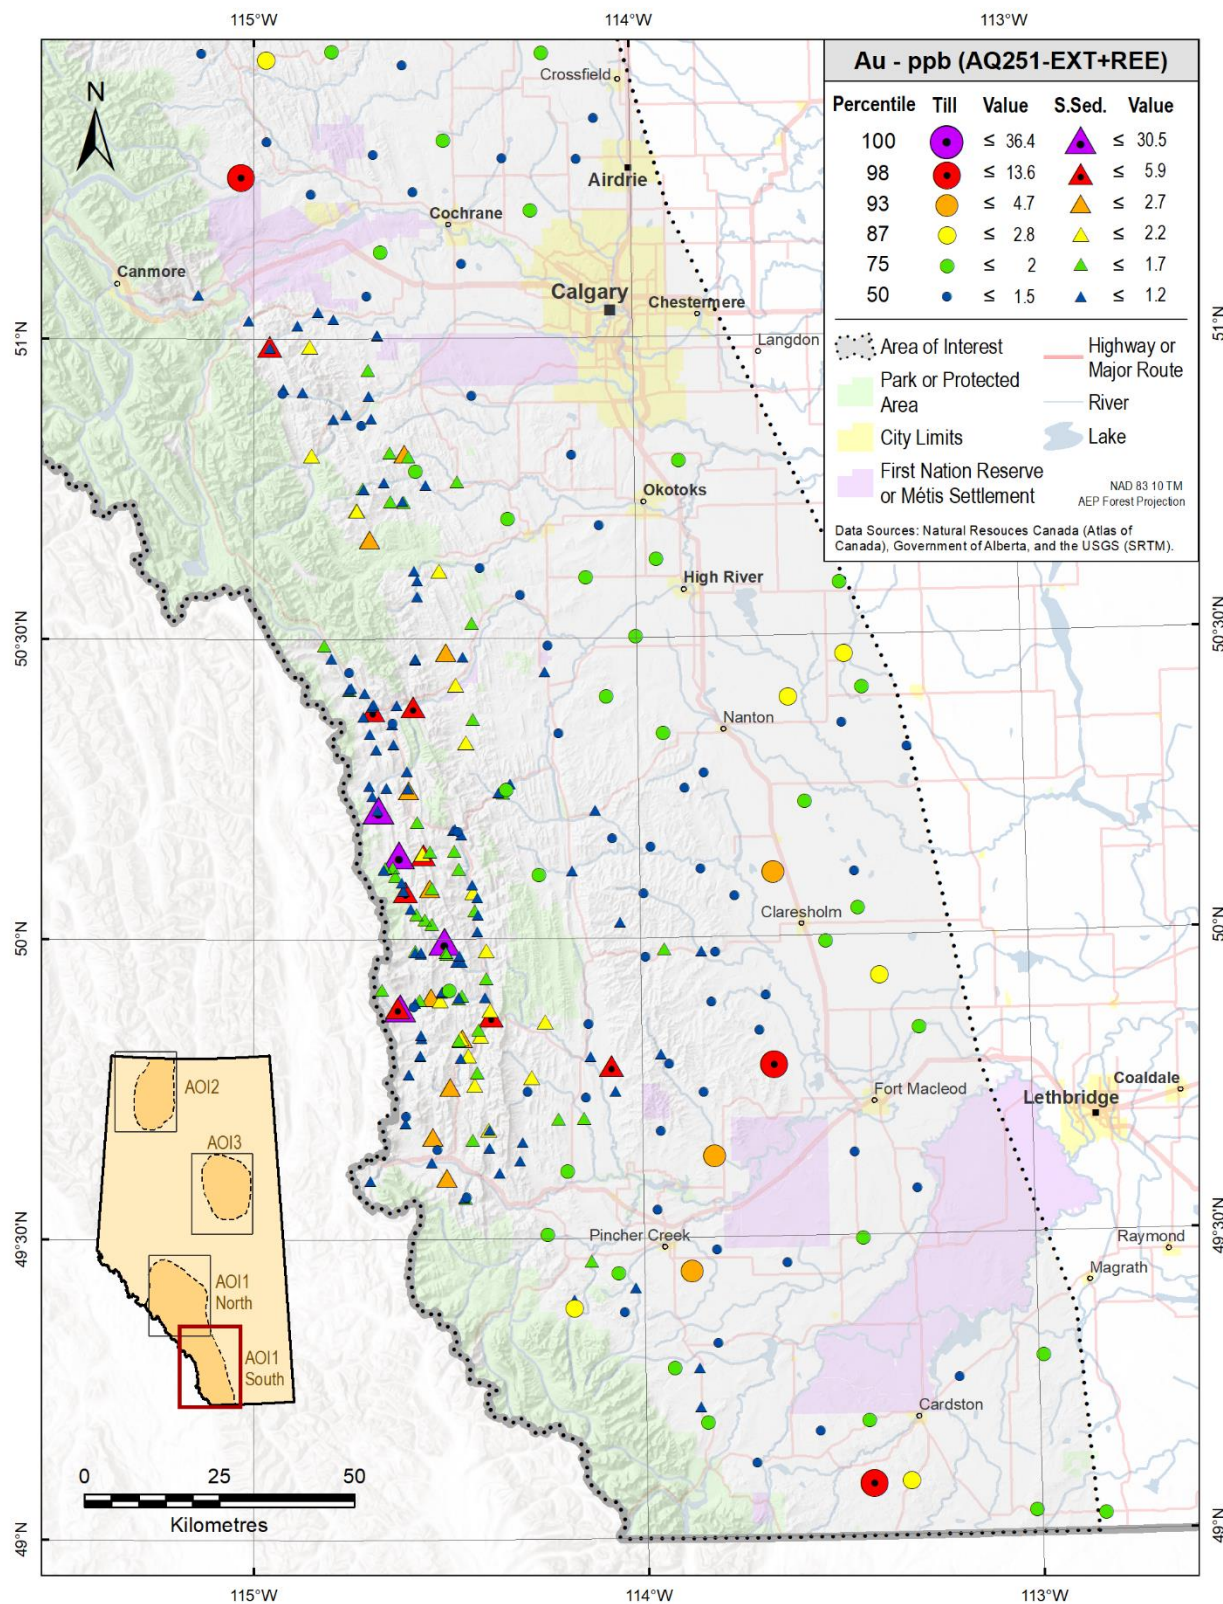 115°W 114°W 113°W
N
Au - ppb (AQ251-EXT+REE)
Percentile Till Value S.Sed. Value
100 ≤ 36.4 ≤ 30.5
98 ≤ 13.6 ≤ 5.9
93 ≤ 4.7 ≤ 2.7
87 ≤ 2.8 ≤ 2.2
75 ≤ 2 ≤ 1.7
50 ≤ 1.5 ≤ 1.2
Area of Interest
Park or Protected
Area
City Limits
First Nation Reserve
or Métis Settlement
Highway or
Major Route
River
Lake
NAD 83 10 TM
AEP Forest Projection
Data Sources: Natural Resouces Canada (Atlas of
Canada), Government of Alberta, and the USGS (SRTM).
Crossfield
Airdrie
Cochrane
Canmore
Calgary
Chestermere
51°N
Langdon
51°N
Okotoks
High River
50°30'N
50°30'N
Nanton
Claresholm
50°N
50°N
Fort Macleod
Coaldale
Lethbridge
49°30'N
Pincher Creek
Raymond
Magrath
49°30'N
Cardston
49°N
49°N
AOI2
AOI3
AOI1
North
AOI1
South
0 25 50
Kilometres
115°W 114°W 113°W